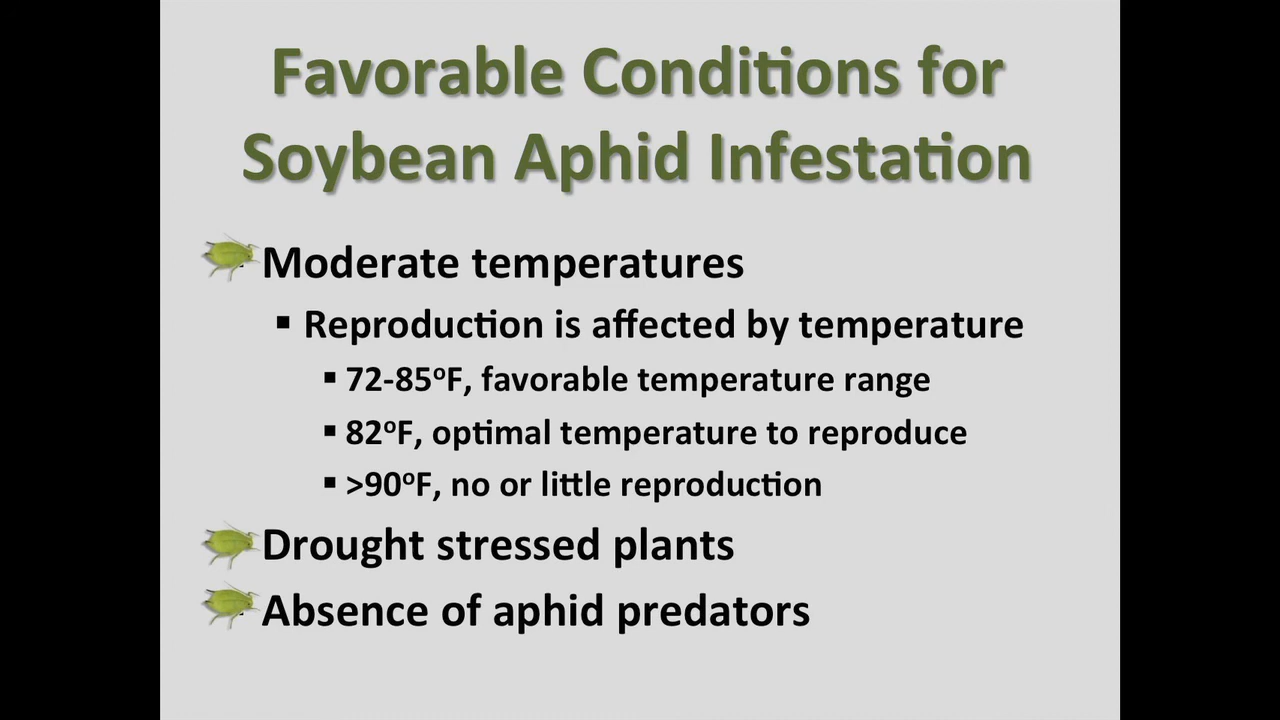 Favorable Conditions for
Soybean Aphid Infestation
Moderate temperatures
▪ Reproduction is affected by temperature
▪ 72-85ºF, favorable temperature range
▪ 82ºF, optimal temperature to reproduce
▪ >90ºF, no or little reproduction
Drought stressed plants
Absence of aphid predators